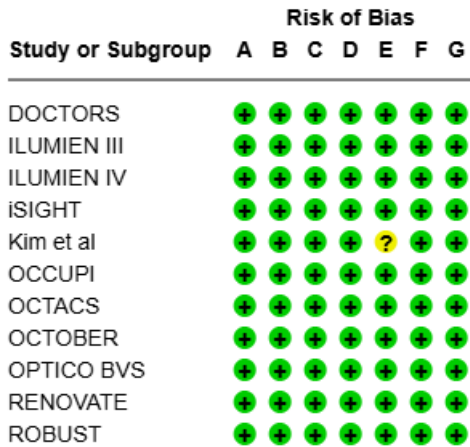 Risk of Bias
Study or Subgroup A B C D E F G
DOCTORS + + + + + + +
ILUMIEN III + + + + + + +
ILUMIEN IV + + + + + + +
iSIGHT + + + + + + +
Kim et al + + + + ? + +
OCCUPI + + + + + + +
OCTACS + + + + + + +
OCTOBER + + + + + + +
OPTICO BVS + + + + + + +
RENOVATE + + + + + + +
ROBUST + + + + + + +